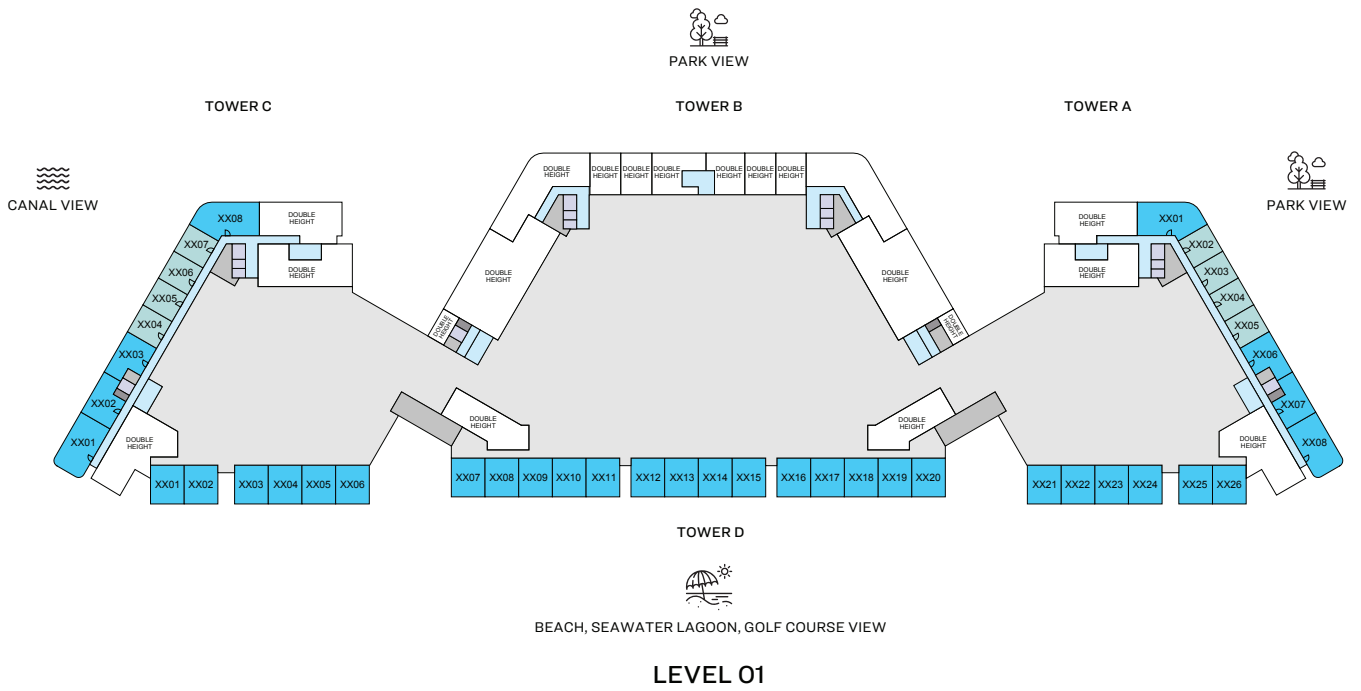 PARK VIEW
TOWER C
TOWER B
TOWER A
CANAL VIEW
PARK VIEW
DOUBLE
HEIGHT
DOUBLE
HEIGHT
DOUBLE
HEIGHT
DOUBLE
HEIGHT
DOUBLE
HEIGHT
DOUBLE
HEIGHT
DOUBLE
HEIGHT
XX08
DOUBLE
HEIGHT
XX07
DOUBLE
HEIGHT
XX06
XX05
XX04
XX03
XX02
XX01
DOUBLE
HEIGHT
DOUBLE
HEIGHT
DOUBLE
HEIGHT
DOUBLE
HEIGHT
DOUBLE
HEIGHT
DOUBLE
HEIGHT
DOUBLE
HEIGHT
DOUBLE
HEIGHT
XX01
DOUBLE
HEIGHT
XX02
XX03
XX04
XX05
XX06
XX07
XX08
DOUBLE
HEIGHT
XX01
XX02
XX03
XX04
XX05
XX06
XX07
XX08
XX09
XX10
XX11
XX12
XX13
XX14
XX15
XX16
XX17
XX18
XX19
XX20
XX21
XX22
XX23
XX24
XX25
XX26
TOWER D
BEACH, SEAWATER LAGOON, GOLF COURSE VIEW
LEVEL 01